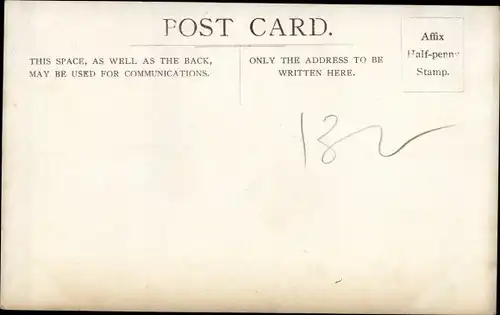 POST CARD.
THIS SPACE, AS WELL AS THE BACK,
MAY BE USED FOR COMMUNICATIONS.
ONLY THE ADDRESS TO BE
WRITTEN HERE.
Affix
Half-penny
Stamp.